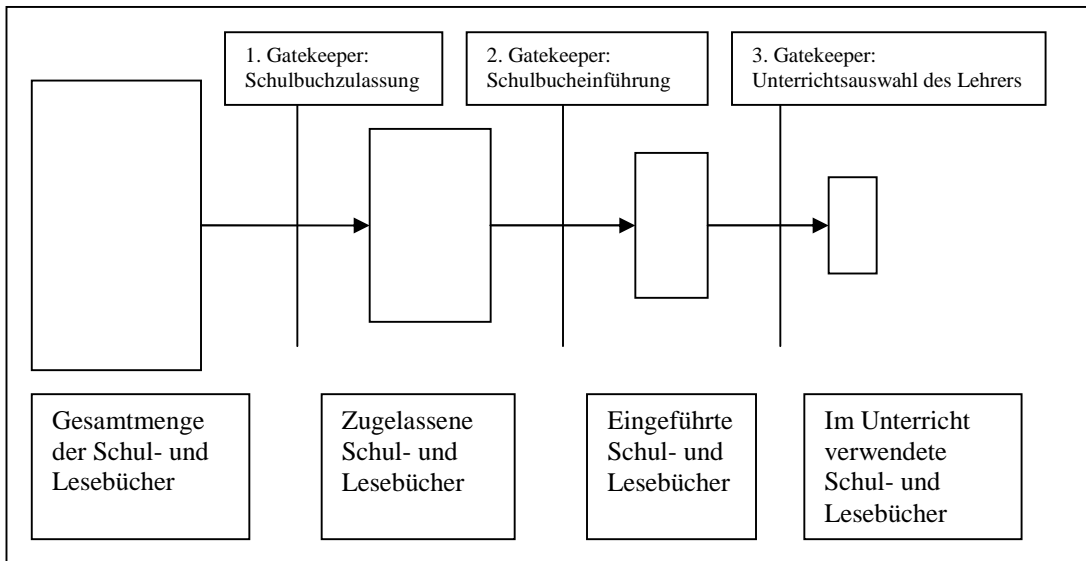 1. Gatekeeper:
Schulbuchzulassung
2. Gatekeeper:
Schulbucheinführung
3. Gatekeeper:
Unterrichtsauswahl des Lehrers
Gesamtmenge
der Schul- und
Lesebücher
Zugelassene
Schul- und
Lesebücher
Eingeführte
Schul- und
Lesebücher
Im Unterricht
verwendete
Schul- und
Lesebücher